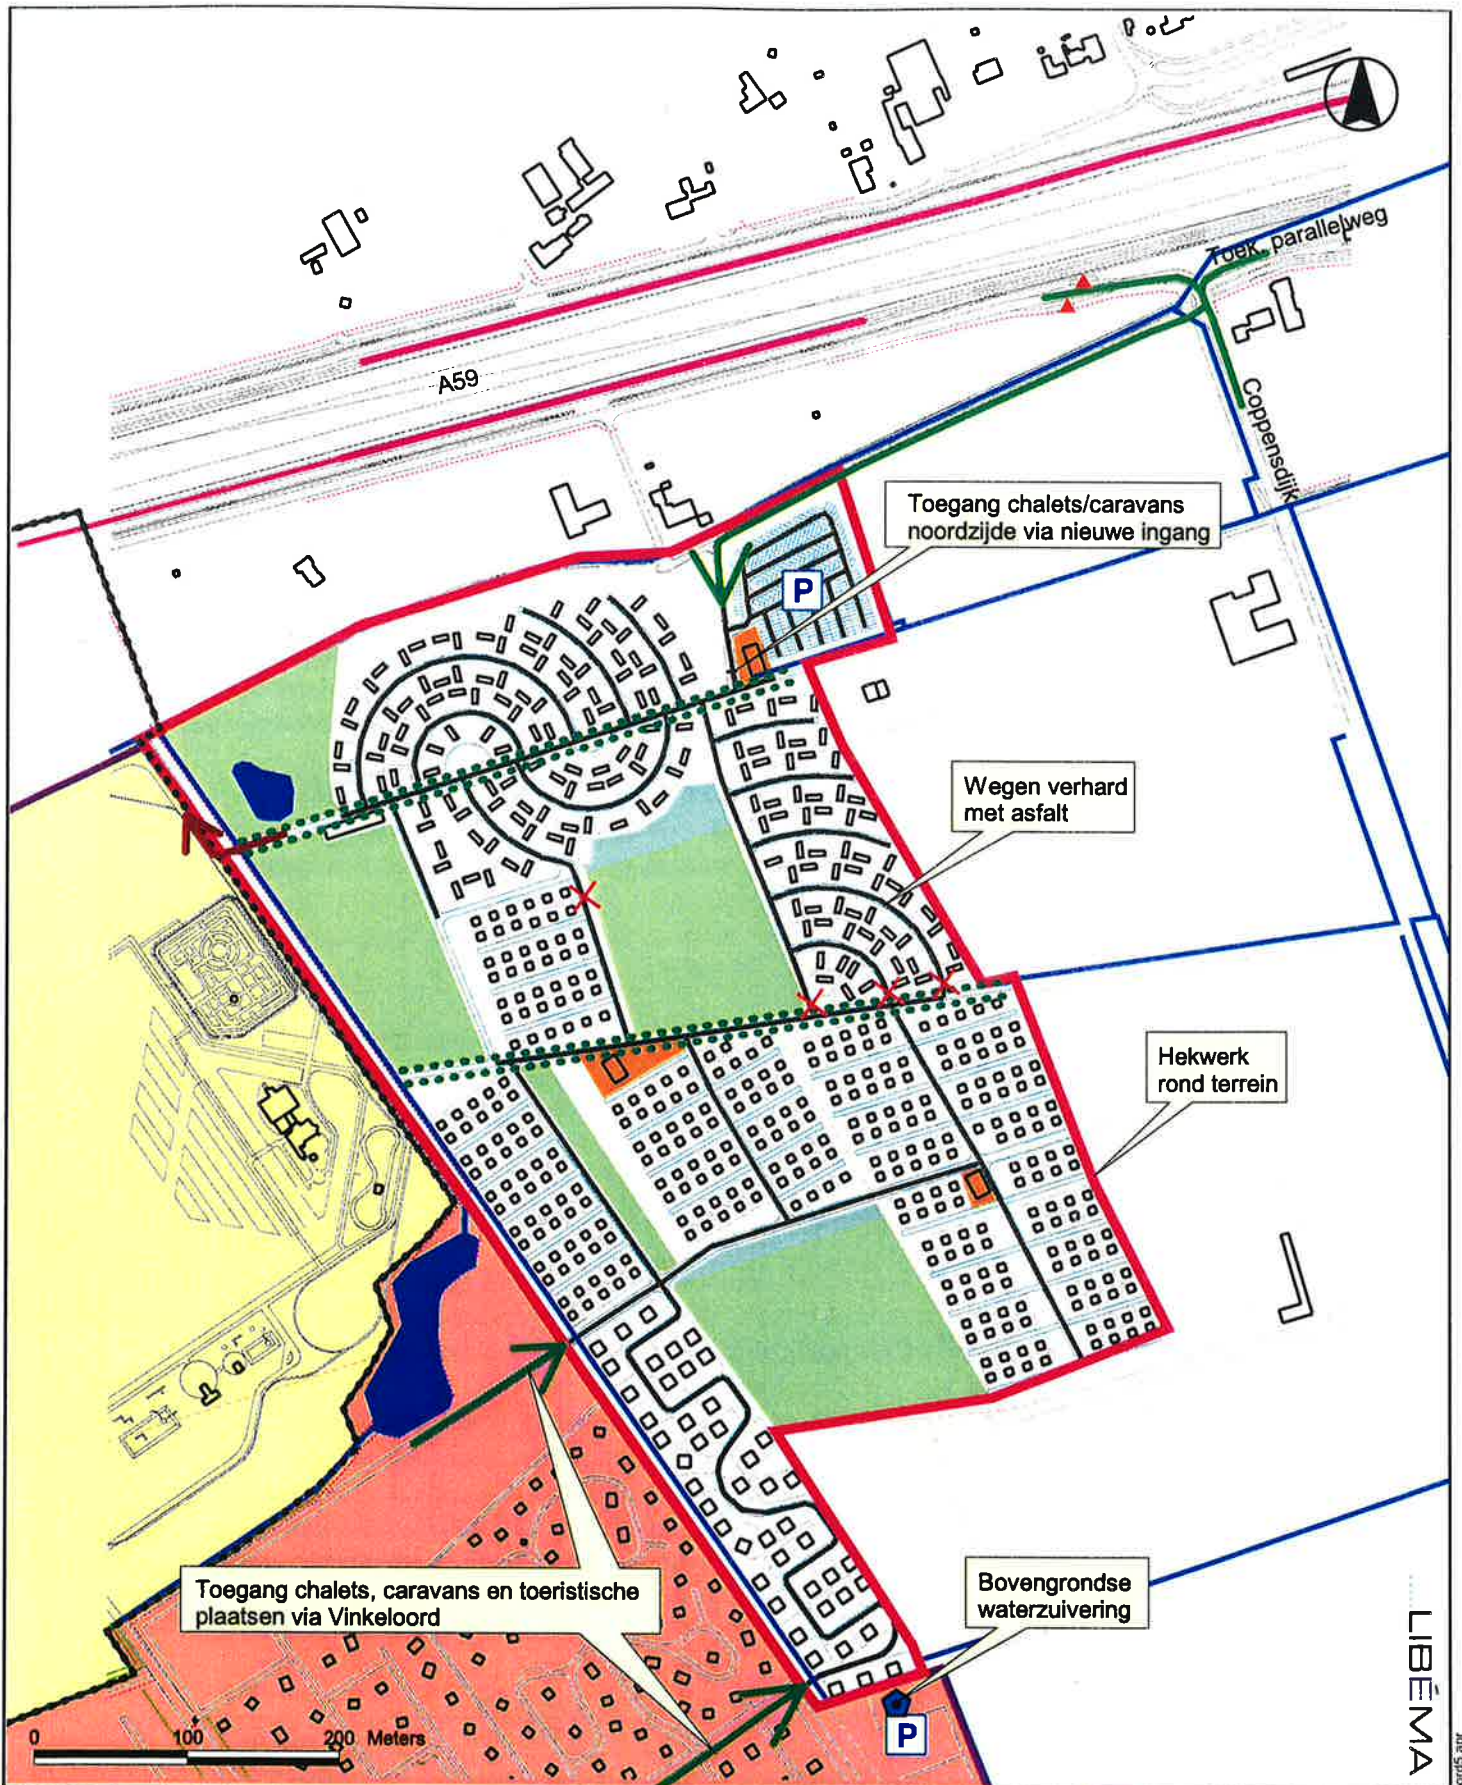 Toek. parallelweg
A59
Coppensdijk
Toegang chalets/caravans
noordzijde via nieuwe ingang
P
Wegen verhard
met asfalt
Hekwerk
rond terrein
Toegang chalets, caravans en toeristische
plaatsen via Vinkeloord
Bovengrondse
waterzuivering
P
0 100 200 Meters
LIBÉMA